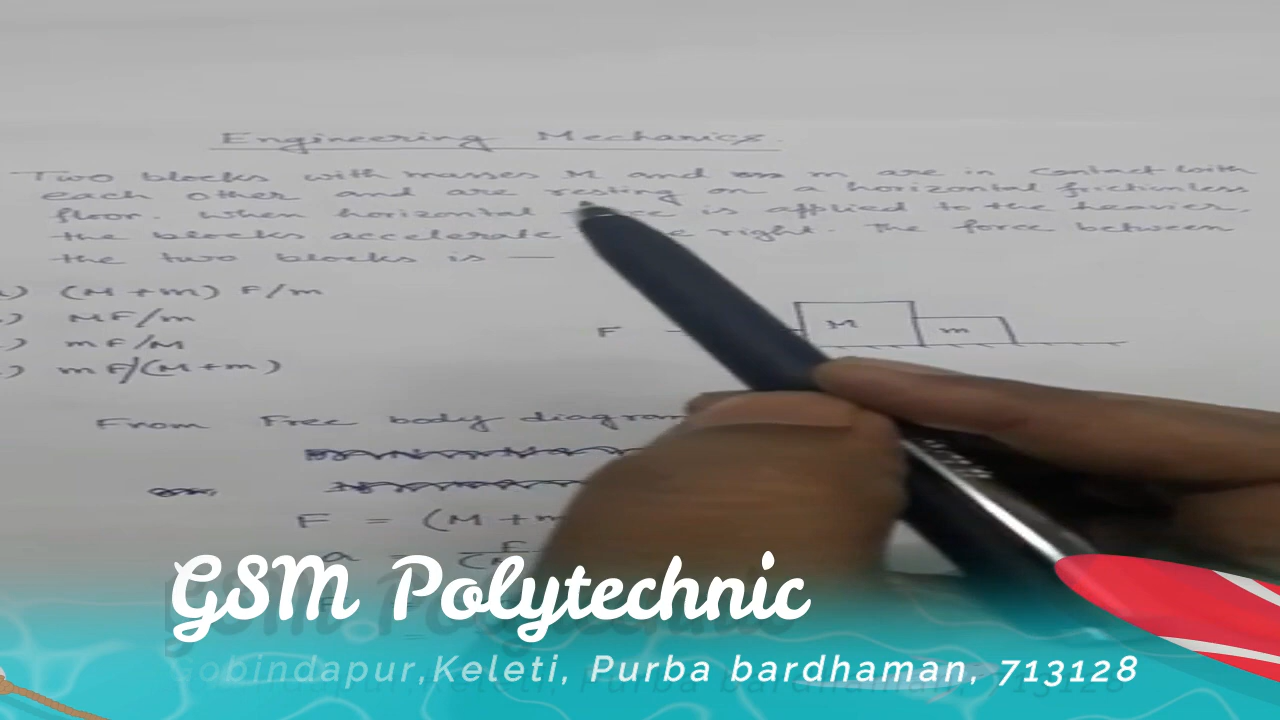 Engineering Mechanics.
Two blocks with masses M and m are in contact with
each other and are resting on a horizontal frictionless
floor. When horizontal is applied to the heavier,
the blocks accelerate right. The force between
the two blocks is —
(M+m) F/m
MF/m
mF/M
mF/(M+m)
F M m
From Free body diagram
F = (M+m
a = F
GSM Polytechnic
Gobindapur,Keleti, Purba bardhaman, 713128